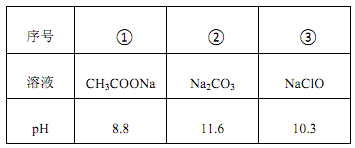 序号 ① ② ③
溶液 CH₃COONa Na₂CO₃ NaClO
pH 8.8 11.6 10.3